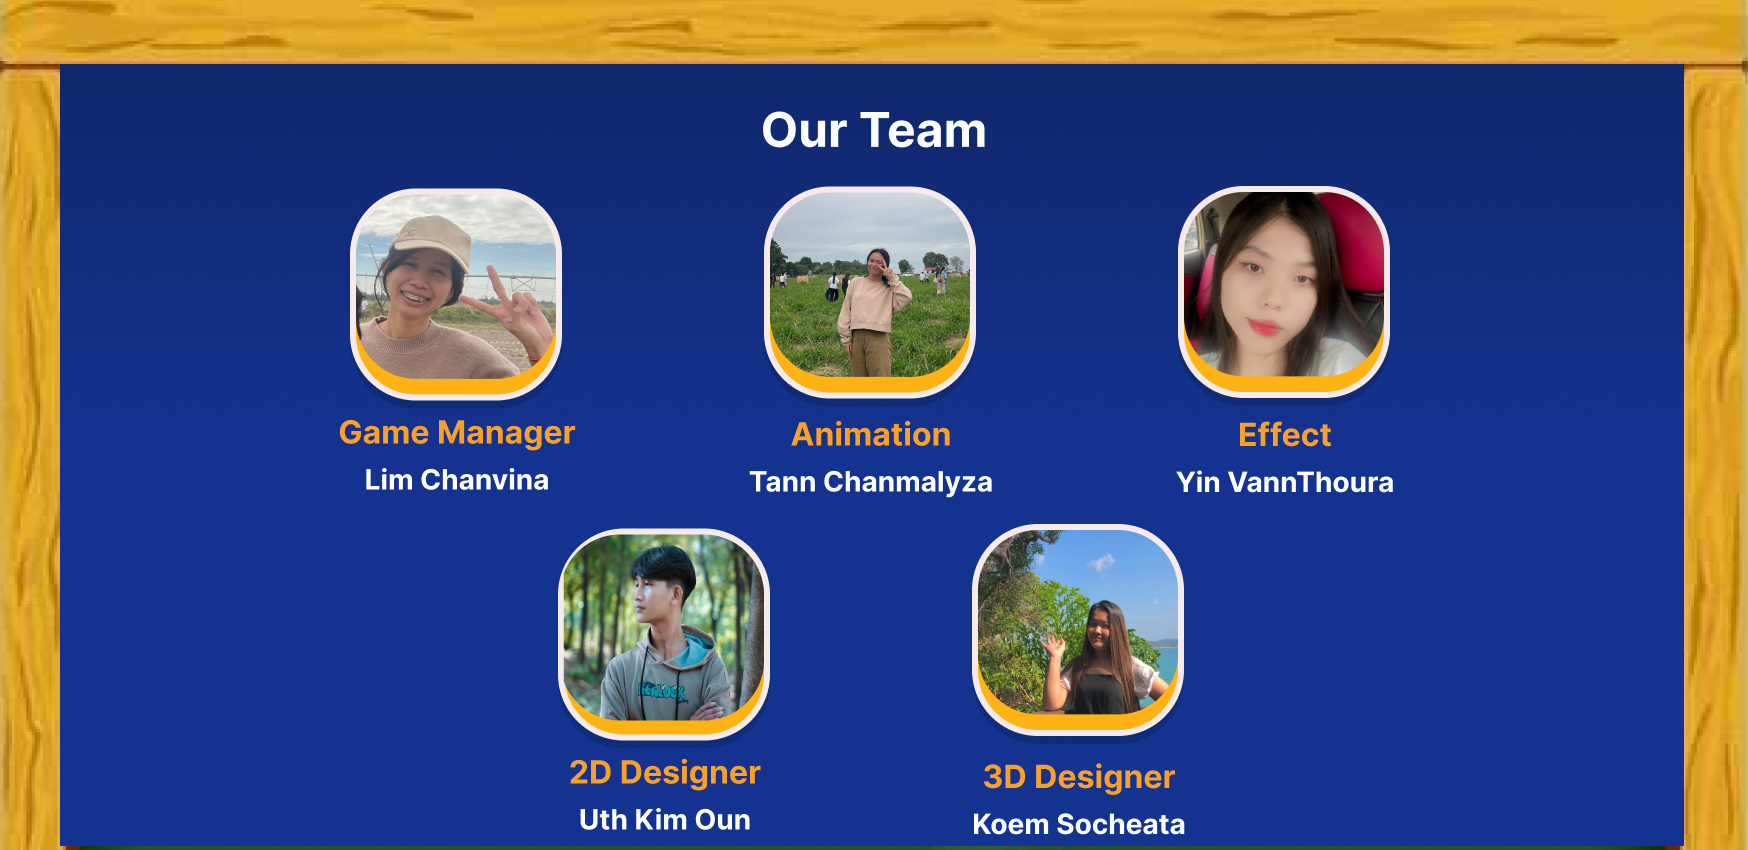 Our Team
Game Manager
Lim Chanvina
Animation
Tann Chanmalyza
Effect
Yin VannThoura
2D Designer
Uth Kim Oun
3D Designer
Koem Socheata